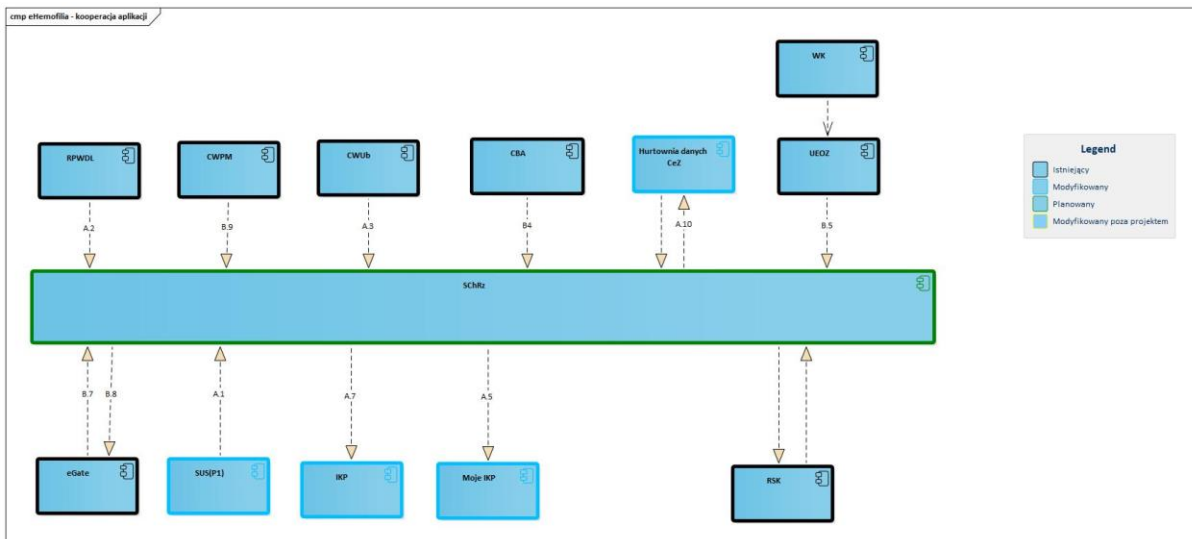 cmp eHemofilia - kooperacja aplikacji
WK
RPWDL
CWPM
CWUb
CBA
Hurtownia danych
CeZ
UEOZ
Legend
Istniejący
Modyfikowany
Planowany
Modyfikowany poza projektem
A.2
B.9
A.3
B4
A.10
B.5
SChRz
B.7
B.8
A.1
A.7
A.5
eGate
SUS(P1)
IKP
Moje IKP
RSK